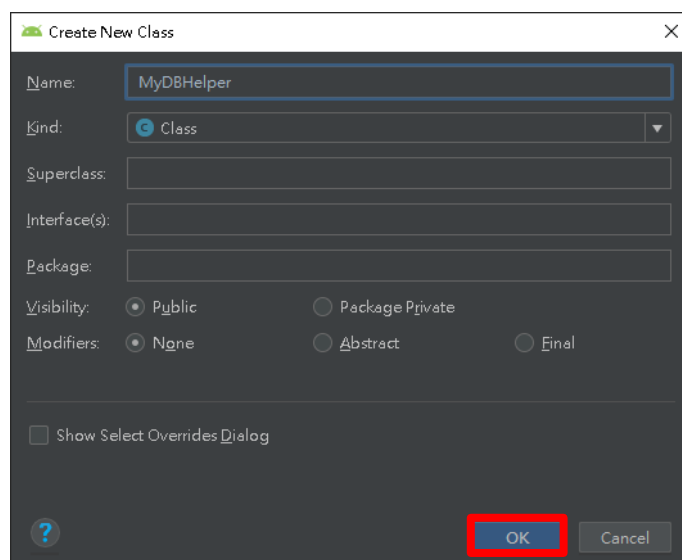 Create New Class
Name: MyDBHelper
Kind: Class
Superclass:
Interface(s):
Package:
Visibility: Public Package Private
Modifiers: None Abstract Final
Show Select Overrides Dialog
? OK Cancel